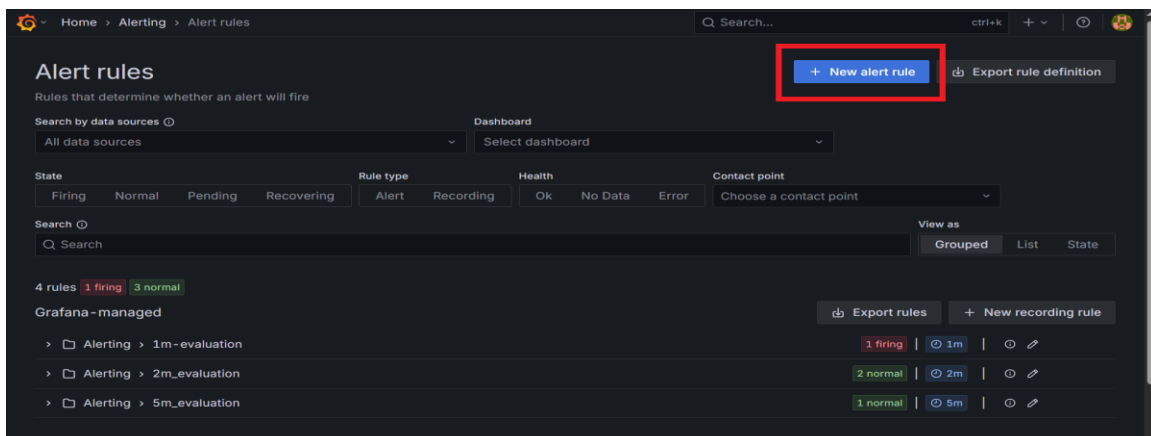 Home > Alerting > Alert rules
Search...
ctrl+k
Alert rules
+ New alert rule
Export rule definition
Rules that determine whether an alert will fire
Search by data sources
Dashboard
All data sources
Select dashboard
State
Rule type
Health
Contact point
Firing Normal Pending Recovering
Alert Recording
Ok No Data Error
Choose a contact point
Search
View as
Search
Grouped List State
4 rules 1 firing 3 normal
Grafana-managed
Export rules
+ New recording rule
> Alerting > 1m-evaluation
1 firing | 1m |
> Alerting > 2m_evaluation
2 normal | 2m |
> Alerting > 5m_evaluation
1 normal | 5m |